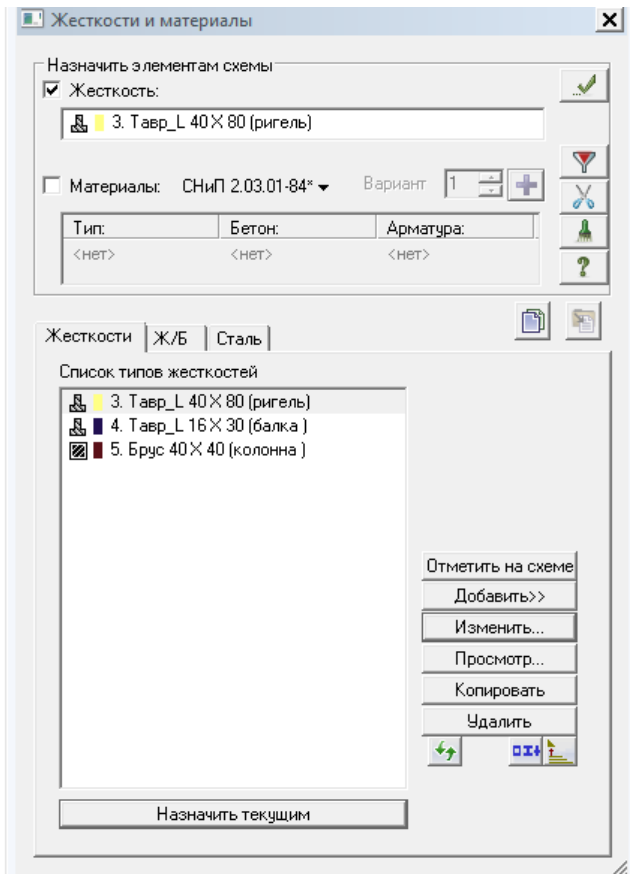 Жесткости и материалы
Назначить элементам схемы
Жесткость:
3. Тавр_L 40 X 80 (ригель)
Материалы: СНиП 2.03.01-84* Вариант 1
Тип: Бетон: Арматура:
<нет> <нет> <нет>
Жесткости Ж/Б Сталь
Список типов жесткостей
3. Тавр_L 40 X 80 (ригель)
4. Тавр_L 16 X 30 (балка )
5. Брус 40 X 40 (колонна )
Отметить на схеме
Добавить>>
Изменить...
Просмотр...
Копировать
Удалить
Назначить текущим